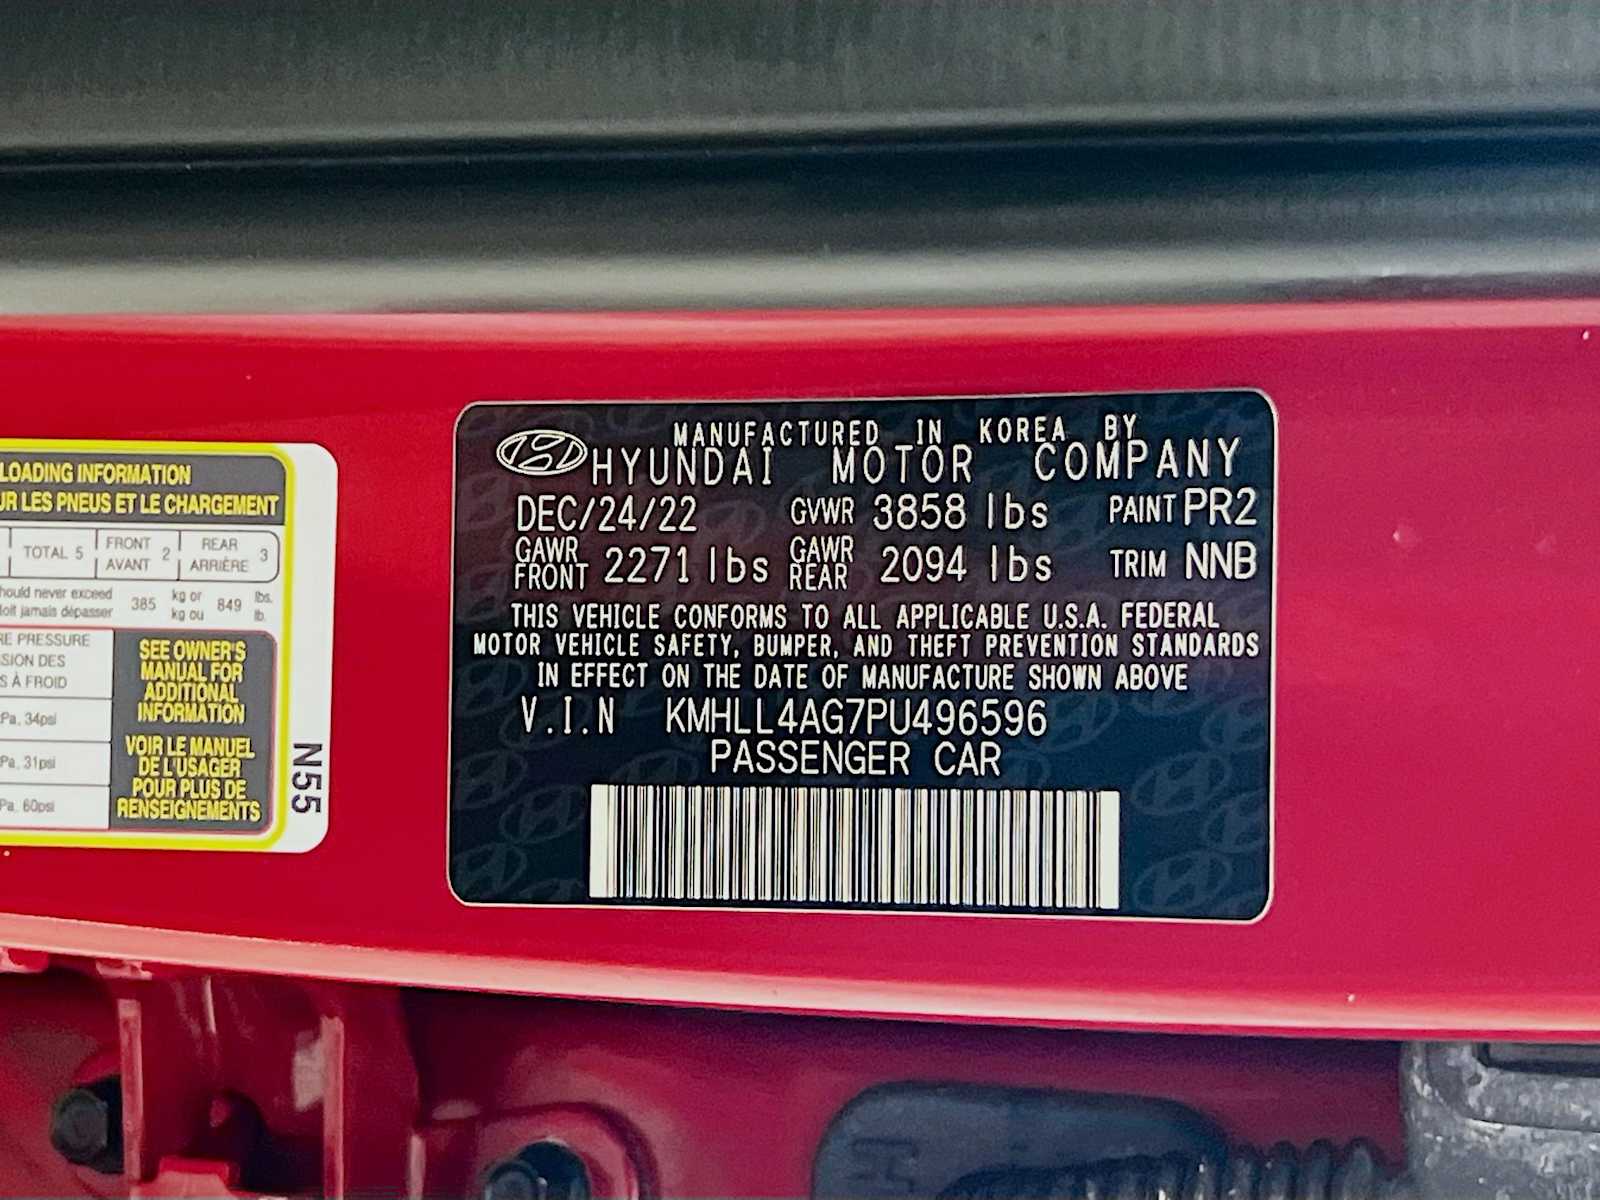 LOADING INFORMATION
UR LES PNEUS ET LE CHARGEMENT
TOTAL 5 FRONT AVANT 2 REAR ARRIÈRE 3
hould never exceed
doit jamais dépasser 385 kg or kg ou 849 lbs. lb.
RE PRESSURE
SION DES
S À FROID
kPa, 34psi
kPa, 31psi
kPa, 60psi
SEE OWNER'S
MANUAL FOR
ADDITIONAL
INFORMATION
VOIR LE MANUEL
DE L'USAGER
POUR PLUS DE
RENSEIGNEMENTS
N55
MANUFACTURED IN KOREA BY
HYUNDAI MOTOR COMPANY
DEC/24/22 GVWR 3858 lbs PAINT PR2
GAWR FRONT 2271 lbs GAWR REAR 2094 lbs TRIM NNB
THIS VEHICLE CONFORMS TO ALL APPLICABLE U.S.A. FEDERAL
MOTOR VEHICLE SAFETY, BUMPER, AND THEFT PREVENTION STANDARDS
IN EFFECT ON THE DATE OF MANUFACTURE SHOWN ABOVE
V.I.N KMHLL4AG7PU496596
PASSENGER CAR